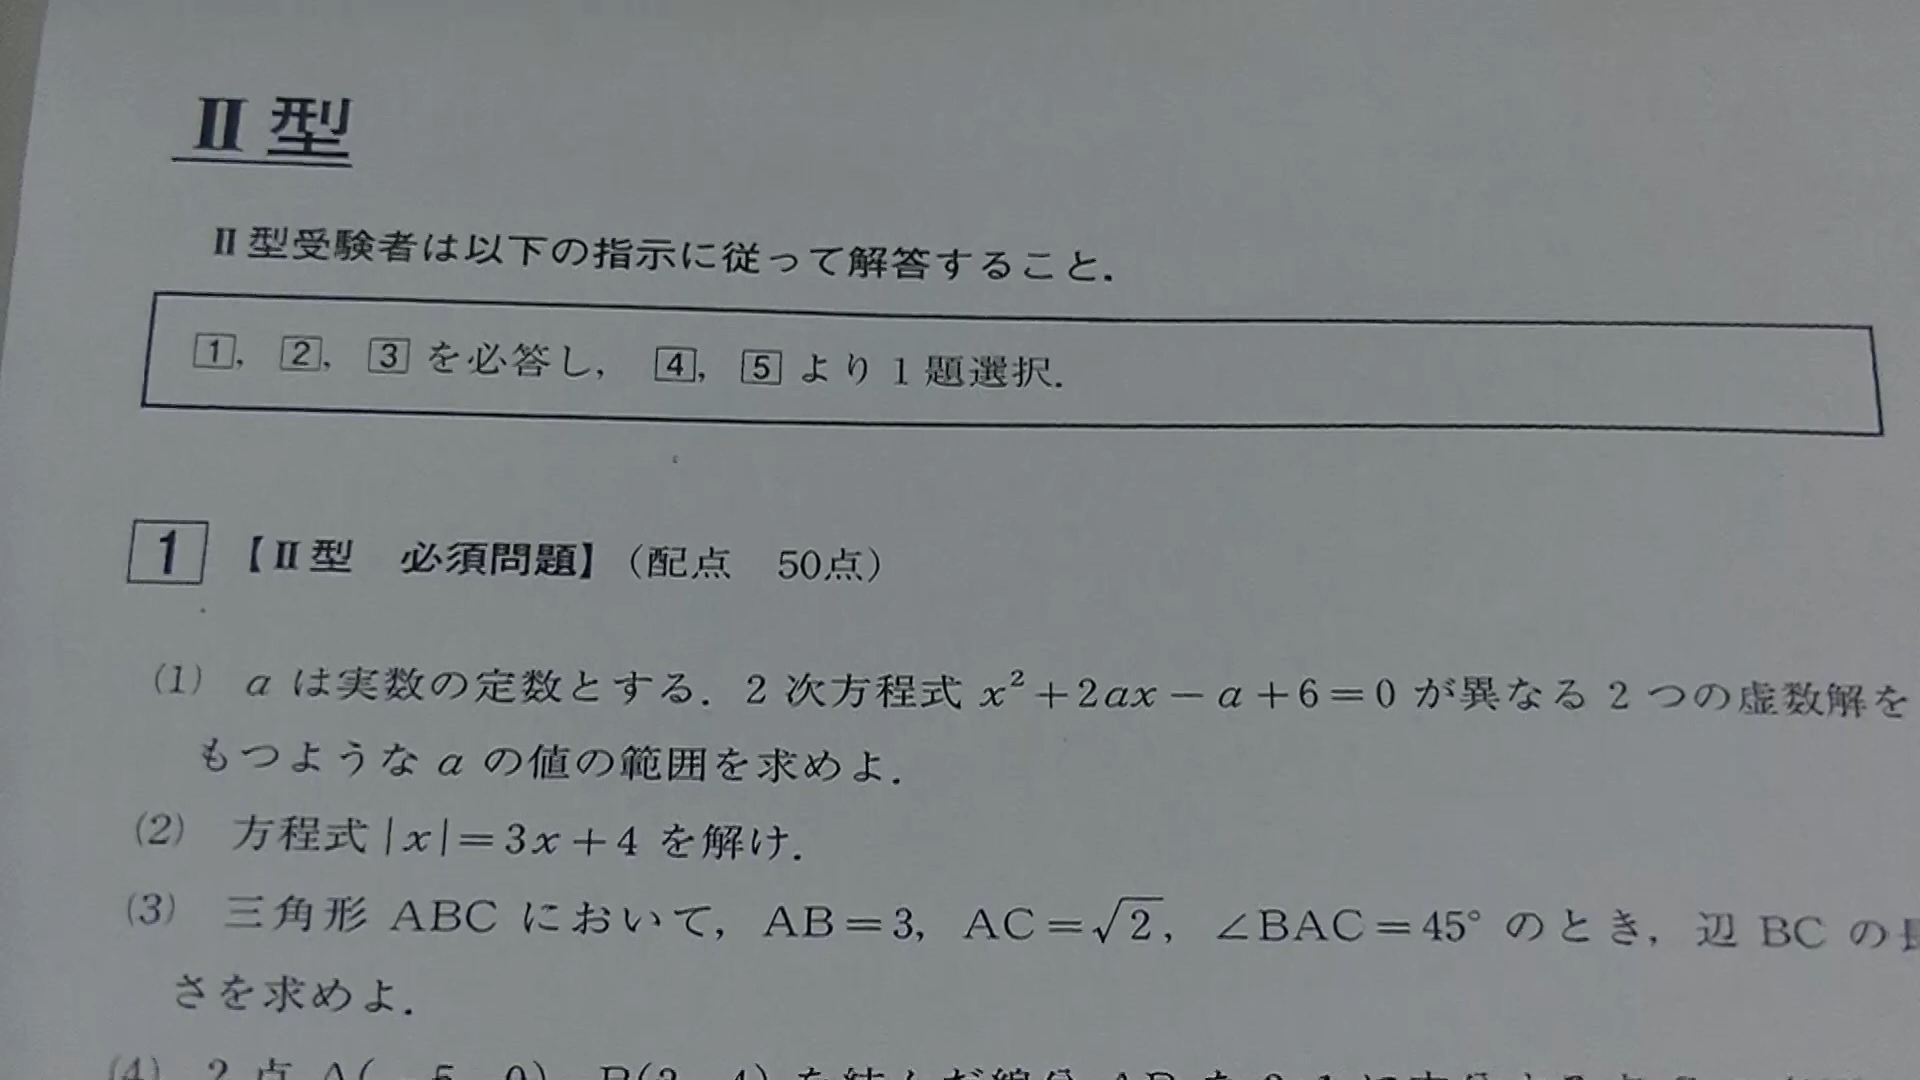 II 型
II 型受験者は以下の指示に従って解答すること.
1, 2, 3 を必答し, 4, 5 より 1 題選択.
1 【II 型 必須問題】(配点 50点)
(1) a は実数の定数とする. 2 次方程式 x² + 2ax − a + 6 = 0 が異なる 2 つの虚数解を
もつような a の値の範囲を求めよ.
(2) 方程式 |x| = 3x + 4 を解け.
(3) 三角形 ABC において, AB = 3, AC = √2, ∠BAC = 45° のとき, 辺 BC の長
さを求めよ.
(4) 2 点 A(